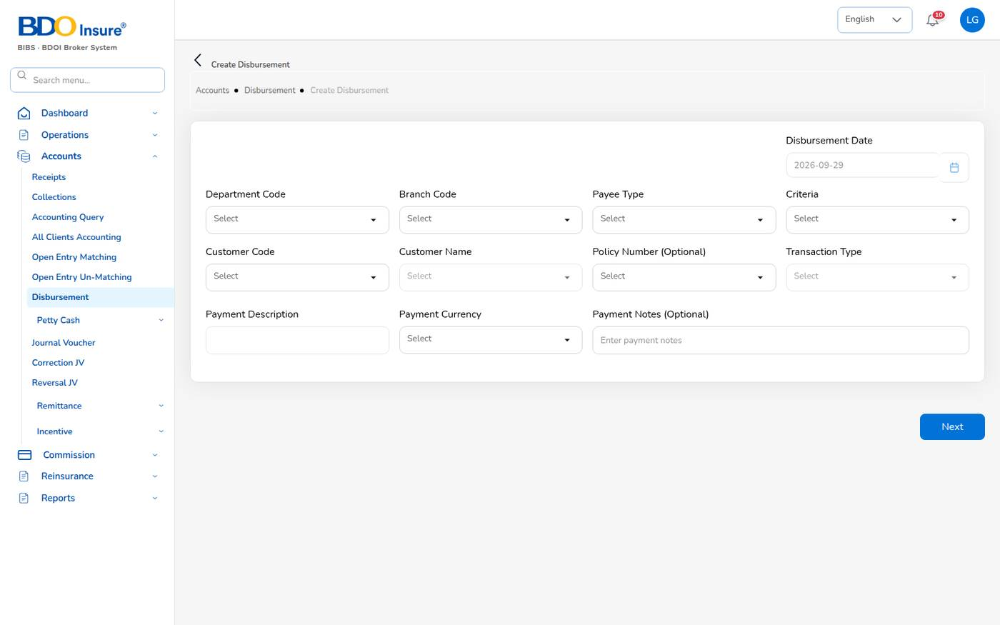 BDO Insure®
BIBS · BDOI Broker System
English
10
LG
Search menu...
Dashboard
Operations
Accounts
Receipts
Collections
Accounting Query
All Clients Accounting
Open Entry Matching
Open Entry Un-Matching
Disbursement
Petty Cash
Journal Voucher
Correction JV
Reversal JV
Remittance
Incentive
Commission
Reinsurance
Reports
Create Disbursement
Accounts • Disbursement • Create Disbursement
Disbursement Date
2026-09-29
Department Code Branch Code Payee Type Criteria
Select Select Select Select
Customer Code Customer Name Policy Number (Optional) Transaction Type
Select Select Select Select
Payment Description Payment Currency Payment Notes (Optional)
Select Enter payment notes
Next